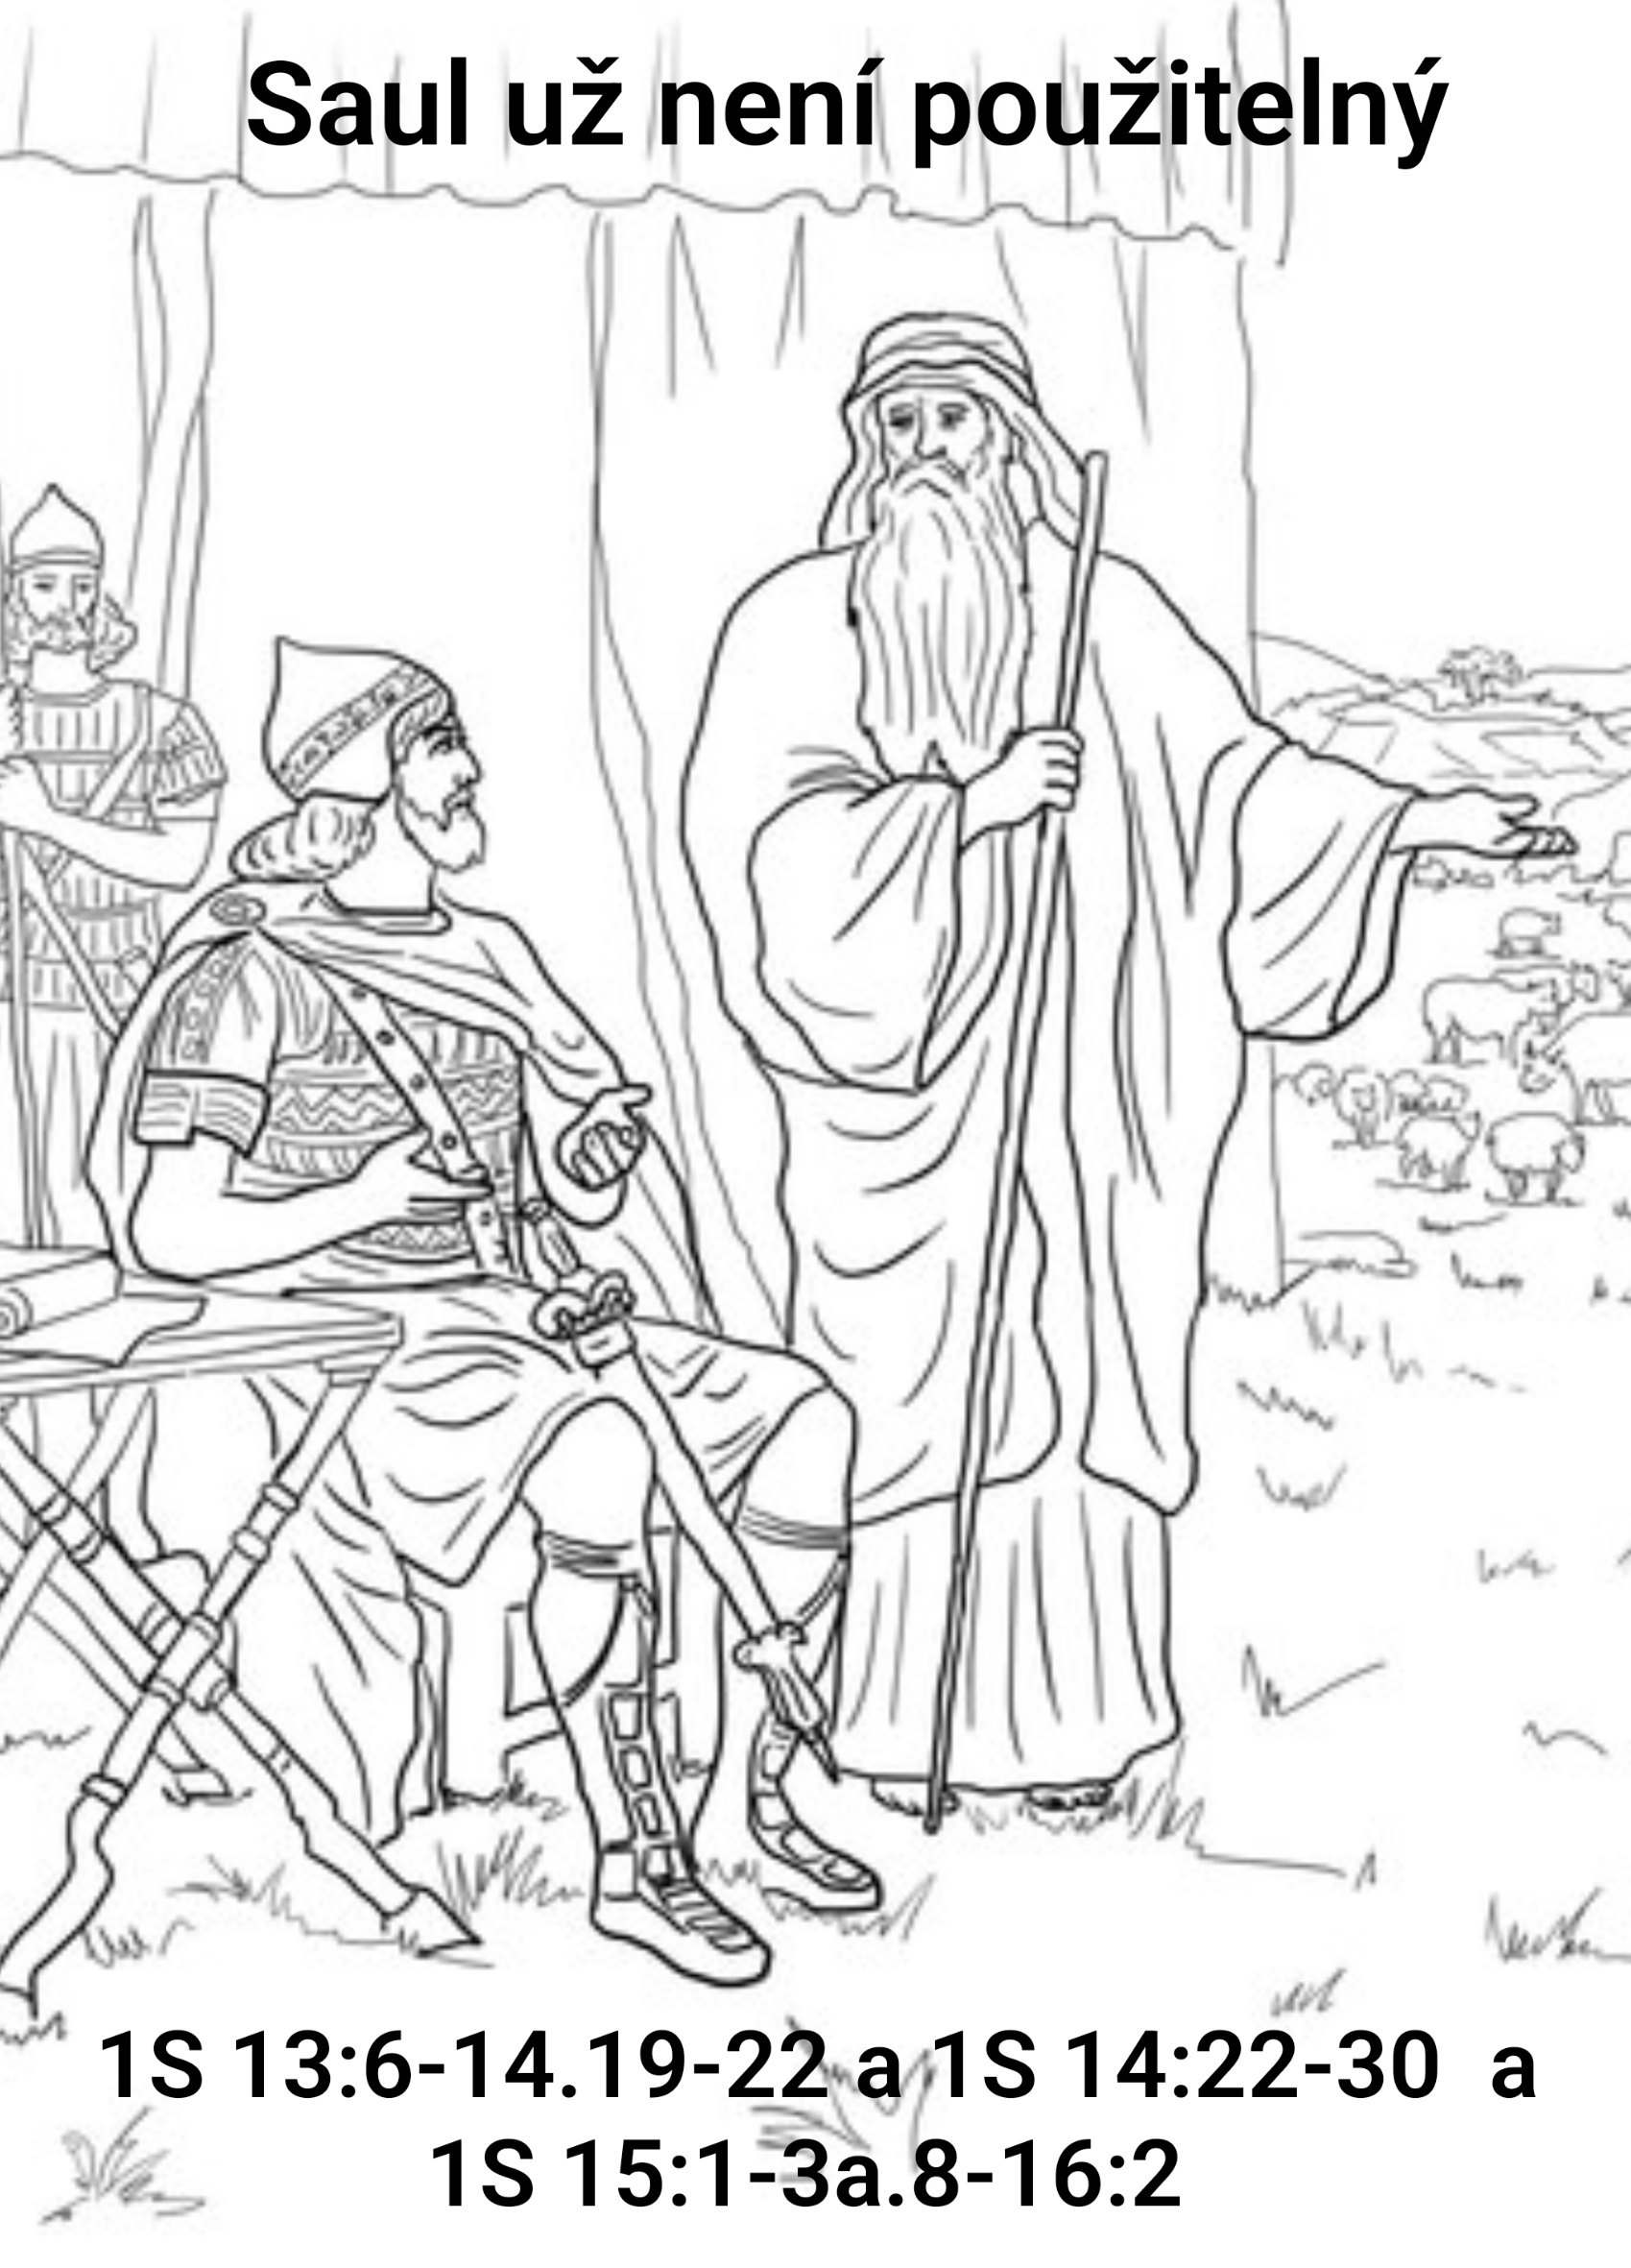 Saul už není použitelný
1S 13:6-14.19-22 a 1S 14:22-30 a
1S 15:1-3a.8-16:2